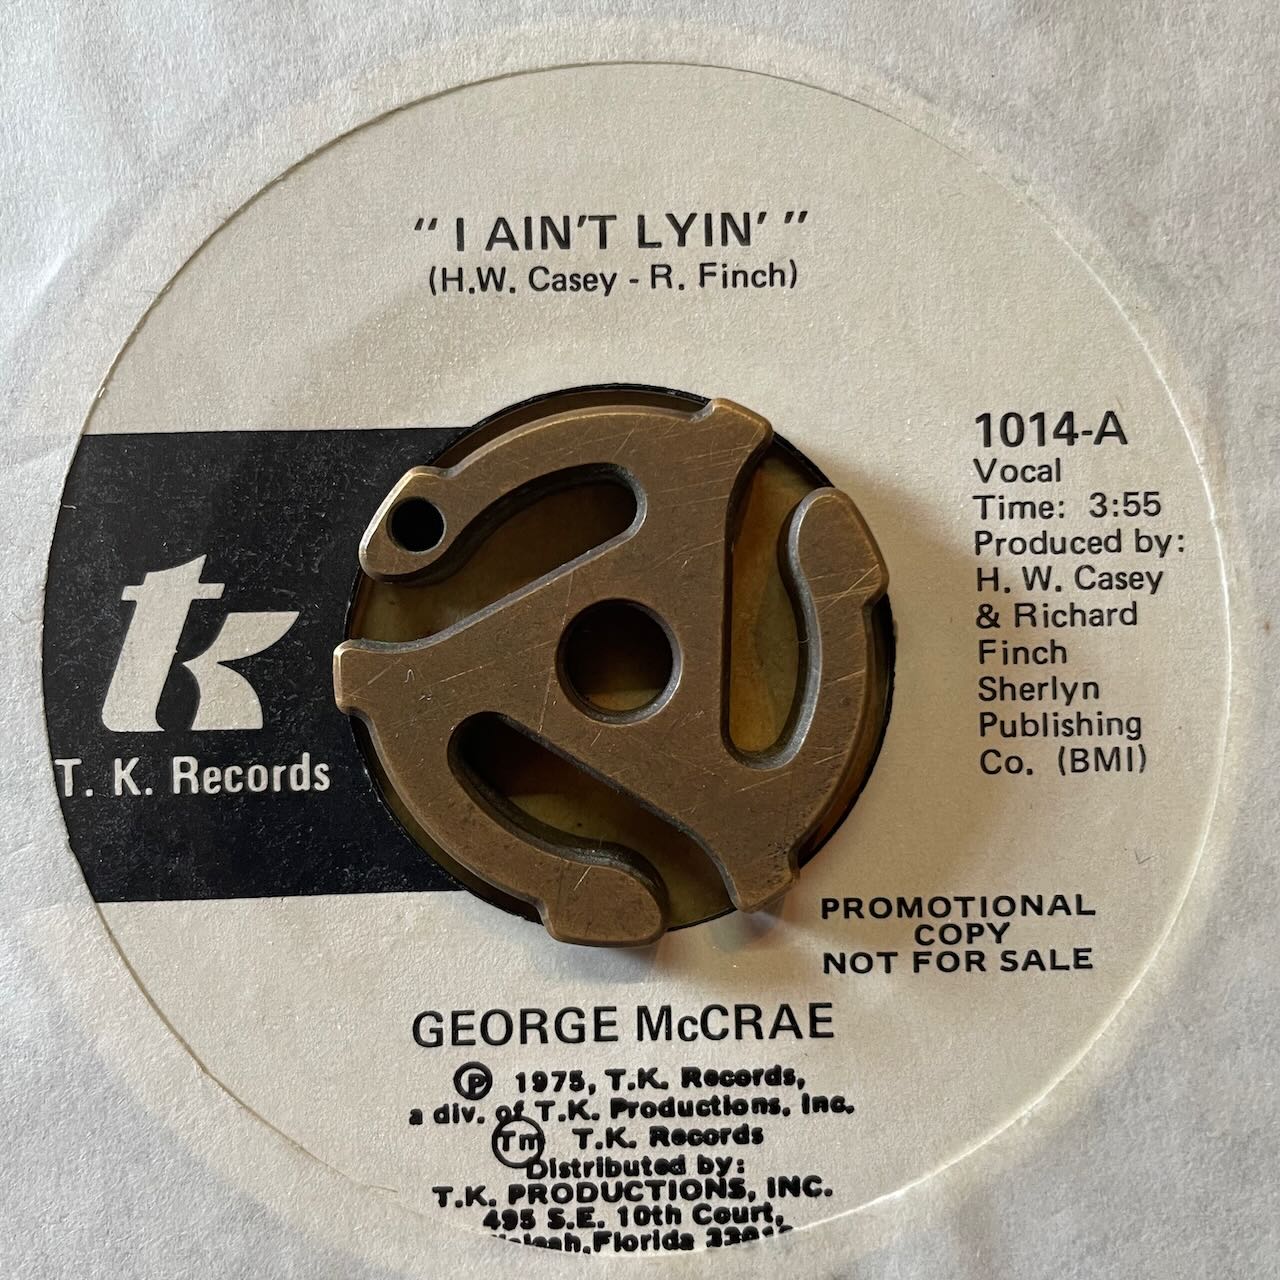 " I AIN'T LYIN' "
(H.W. Casey - R. Finch)
1014-A
Vocal
Time: 3:55
Produced by:
H. W. Casey
& Richard
Finch
Sherlyn
Publishing
Co. (BMI)
tk
T. K. Records
PROMOTIONAL
COPY
NOT FOR SALE
GEORGE McCRAE
Ⓟ 1975, T.K. Records,
a div. of T.K. Productions, Inc.
Tm T.K. Records
Distributed by:
T.K. PRODUCTIONS, INC.
495 S.E. 10th Court,
Florida